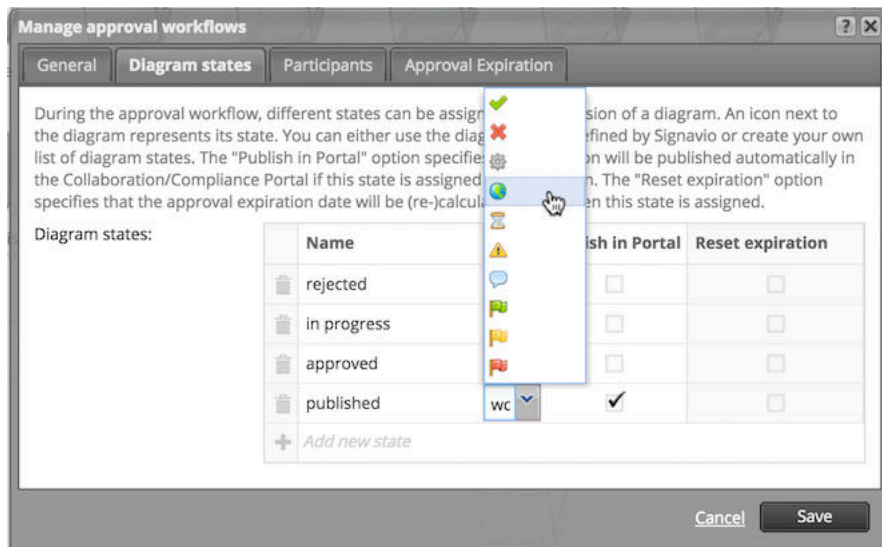 Manage approval workflows
?
General Diagram states Participants Approval Expiration
During the approval workflow, different states can be assign sion of a diagram. An icon next to
the diagram represents its state. You can either use the diag efined by Signavio or create your own
list of diagram states. The "Publish in Portal" option specifie on will be published automatically in
the Collaboration/Compliance Portal if this state is assigned m. The "Reset expiration" option
specifies that the approval expiration date will be (re-)calcula en this state is assigned.
Diagram states:
Name ish in Portal Reset expiration
rejected
in progress
approved
published wc
Add new state
Cancel Save